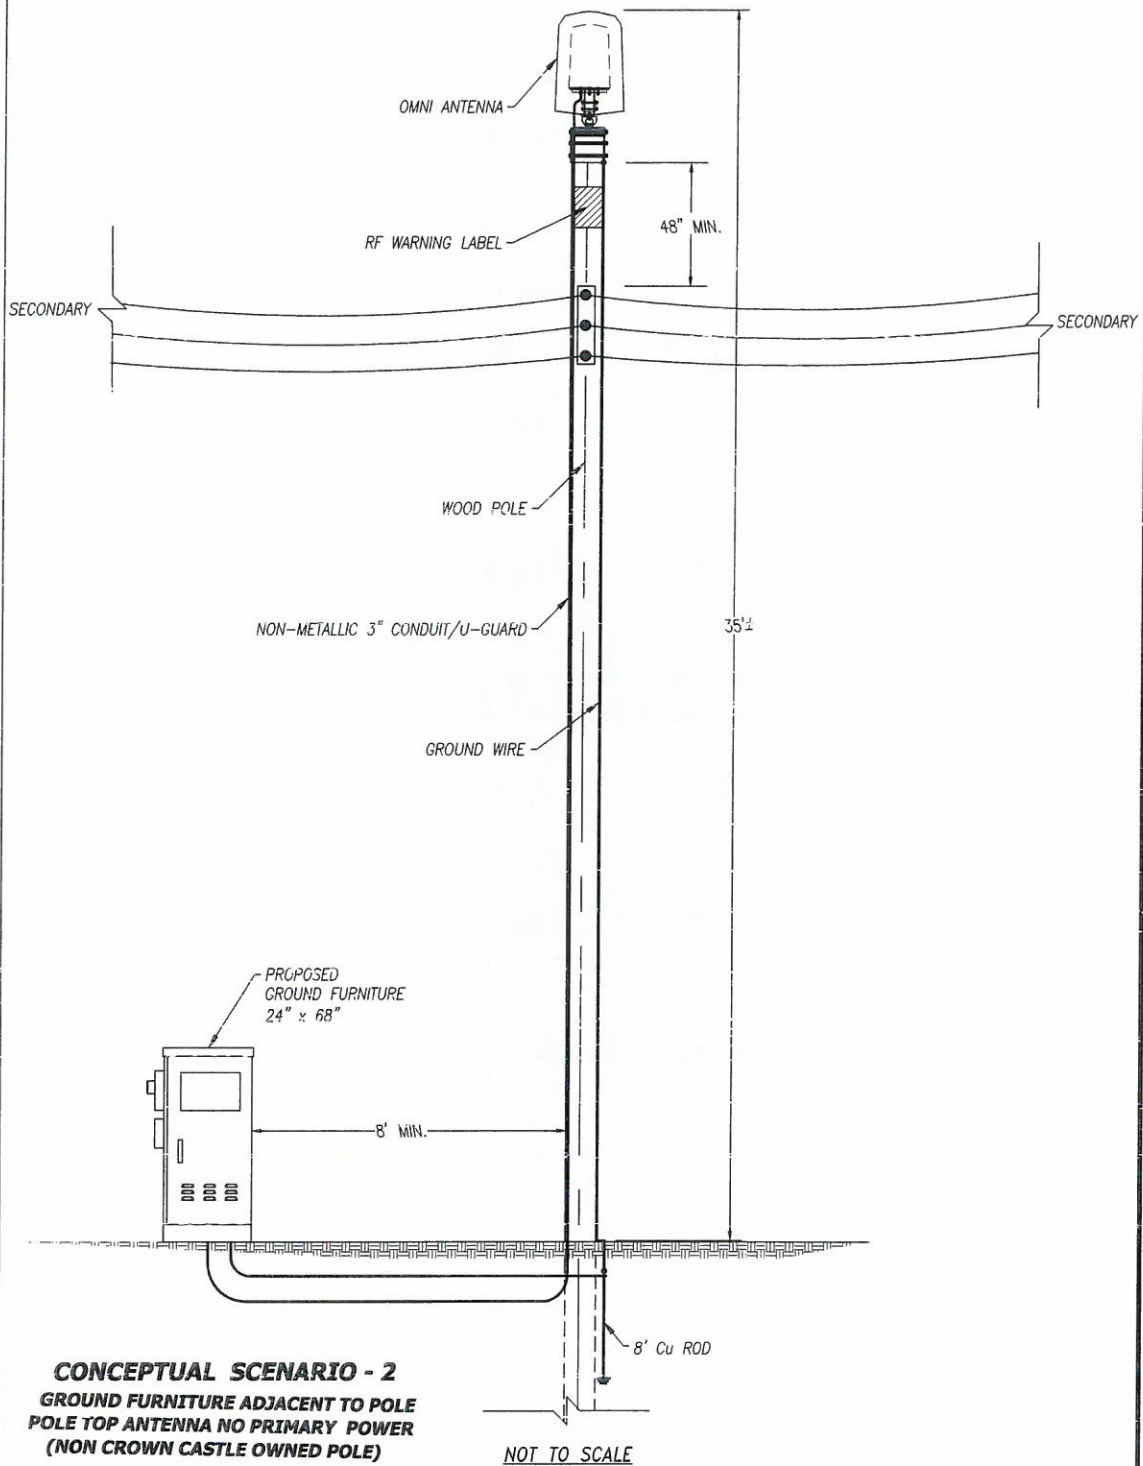 OMNI ANTENNA
RF WARNING LABEL
48" MIN.
SECONDARY
SECONDARY
WOOD POLE
NON-METALLIC 3" CONDUIT/U-GUARD
35'±
GROUND WIRE
PROPOSED
GROUND FURNITURE
24" x 68"
8' MIN.
8' Cu ROD
CONCEPTUAL SCENARIO - 2
GROUND FURNITURE ADJACENT TO POLE
POLE TOP ANTENNA NO PRIMARY POWER
(NON CROWN CASTLE OWNED POLE)
NOT TO SCALE